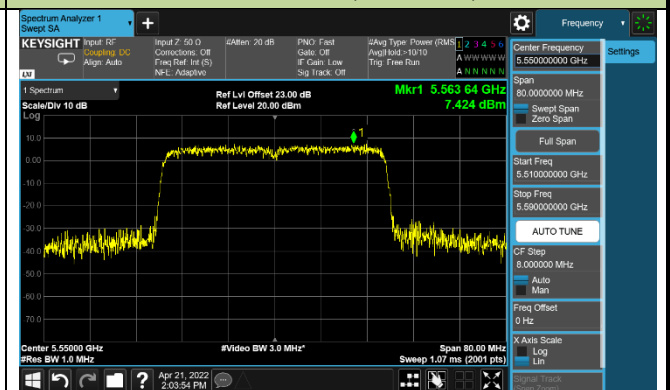 Spectrum Analyzer 1
Swept SA
+
Frequency
KEYSIGHT
Input: RF
Coupling: DC
Align: Auto
Input Z: 50 Ω
Corrections: Off
Freq Ref: Int (S)
NFE: Adaptive
#Atten: 20 dB
PNO: Fast
Gate: Off
IF Gain: Low
Sig Track: Off
#Avg Type: Power (RMS
Avg|Hold:>10/10
Trig: Free Run
1 2 3 4 5 6
A W W W W W
A N N N N N
LXI
Center Frequency
5.550000000 GHz
Settings
Span
80.0000000 MHz
Swept Span
Zero Span
Full Span
Start Freq
5.510000000 GHz
Stop Freq
5.590000000 GHz
AUTO TUNE
CF Step
8.000000 MHz
Auto
Man
Freq Offset
0 Hz
X Axis Scale
Log
Lin
Signal Track
1 Spectrum
Scale/Div 10 dB
Log
Ref Lvl Offset 23.00 dB
Ref Level 20.00 dBm
Mkr1 5.563 64 GHz
7.424 dBm
1
10.0
0.00
-10.0
-20.0
-30.0
-40.0
-50.0
-60.0
-70.0
Center 5.55000 GHz
#Res BW 1.0 MHz
#Video BW 3.0 MHz*
Span 80.00 MHz
Sweep 1.07 ms (2001 pts)
?
Apr 21, 2022
2:03:54 PM